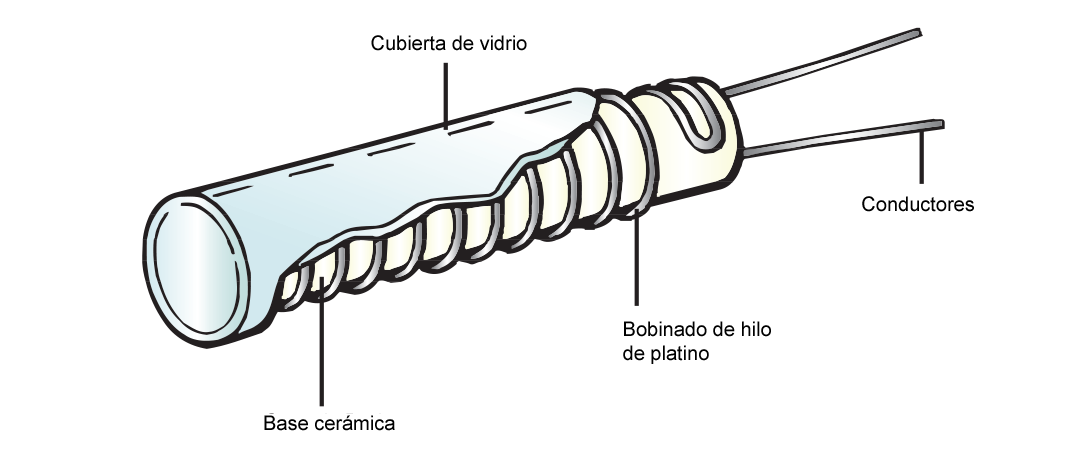 Cubierta de vidrio
Conductores
Bobinado de hilo
de platino
Base cerámica